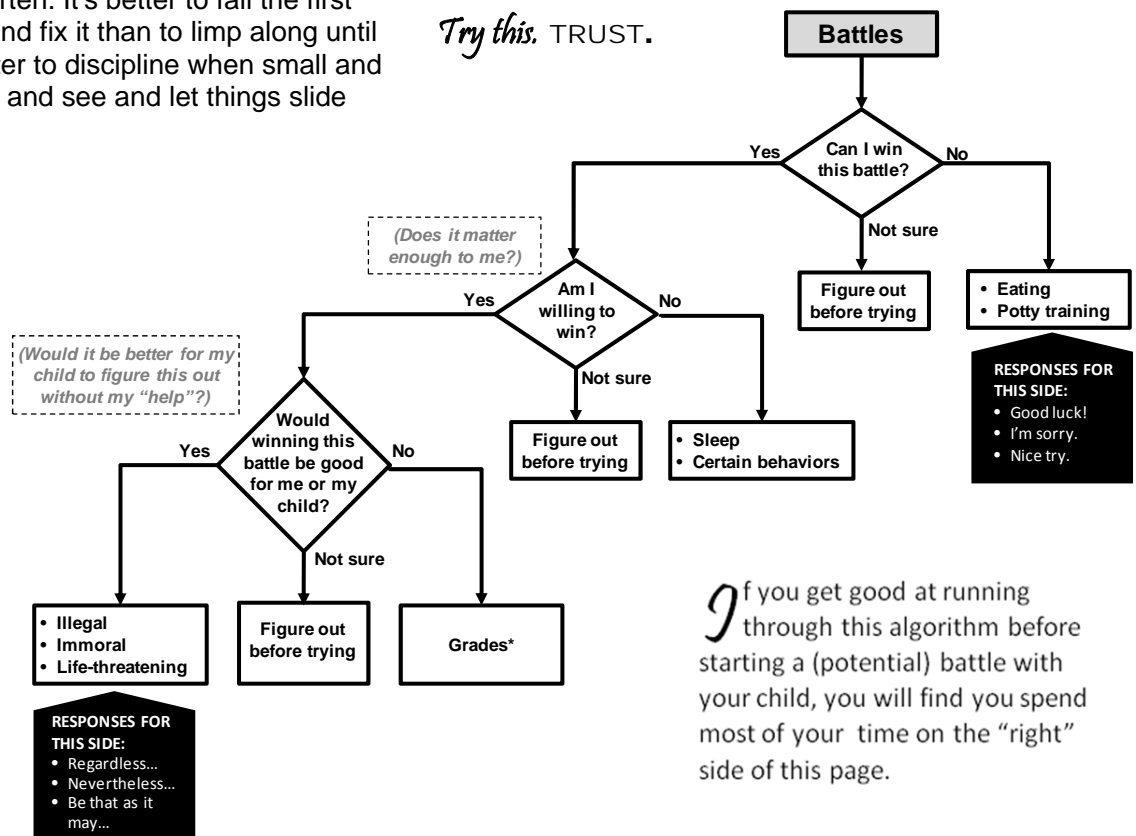 rten. It's better to fail the first
nd fix it than to limp along until
ter to discipline when small and
and see and let things slide
Try this. TRUST.
Battles
Can I win
this battle?
Yes
No
Not sure
Figure out
before trying
• Eating
• Potty training
RESPONSES FOR
THIS SIDE:
• Good luck!
• I'm sorry.
• Nice try.
(Does it matter
enough to me?)
Am I
willing to
win?
Yes
No
Not sure
Figure out
before trying
• Sleep
• Certain behaviors
(Would it be better for my
child to figure this out
without my “help”?)
Would
winning this
battle be good
for me or my
child?
Yes
No
Not sure
• Illegal
• Immoral
• Life-threatening
Figure out
before trying
Grades*
RESPONSES FOR
THIS SIDE:
• Regardless…
• Nevertheless…
• Be that as it
may…
If you get good at running
through this algorithm before
starting a (potential) battle with
your child, you will find you spend
most of your time on the “right”
side of this page.